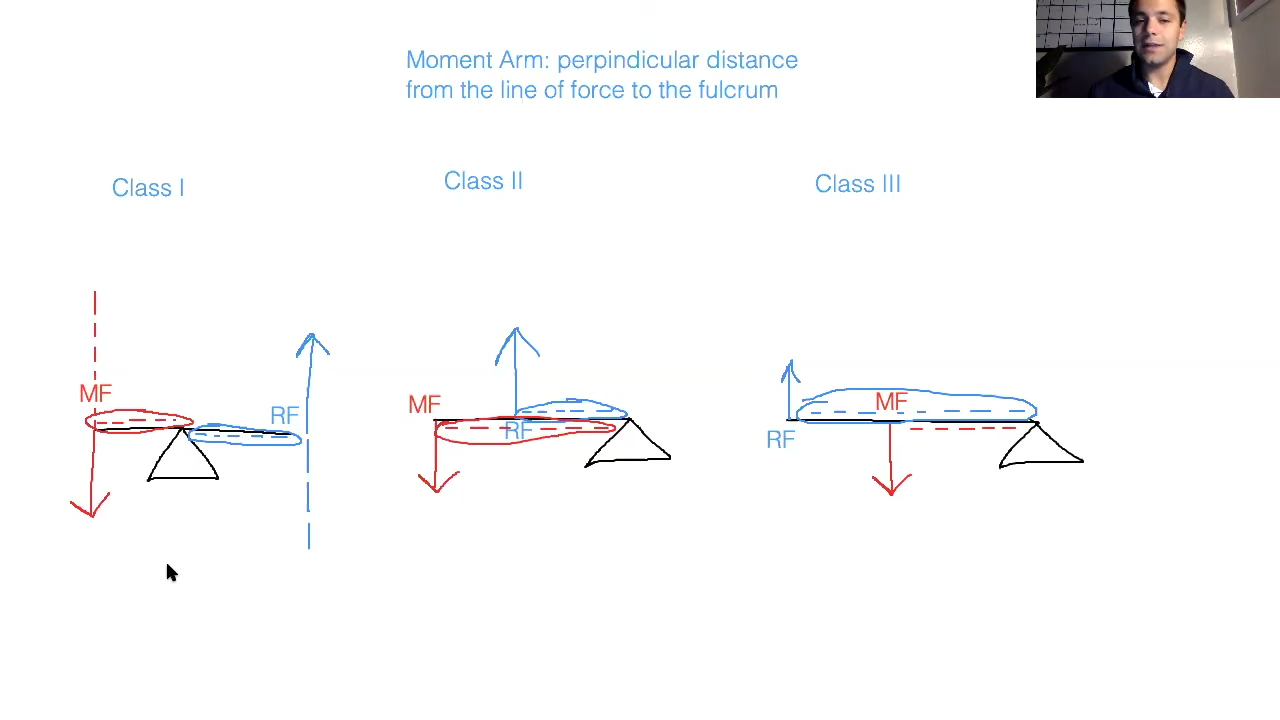 Moment Arm: perpindicular distance
from the line of force to the fulcrum
Class I
Class II
Class III
MF
RF
MF
RF
MF
RF